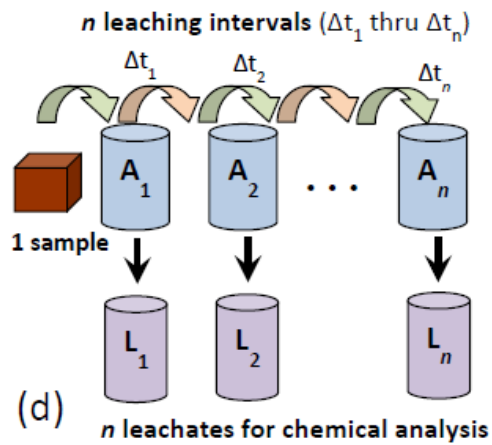 n leaching intervals (Δt₁ thru Δtₙ)
Δt₁ Δt₂ Δtₙ
A₁ A₂ . . . Aₙ
1 sample
L₁ L₂ Lₙ
(d)
n leachates for chemical analysis